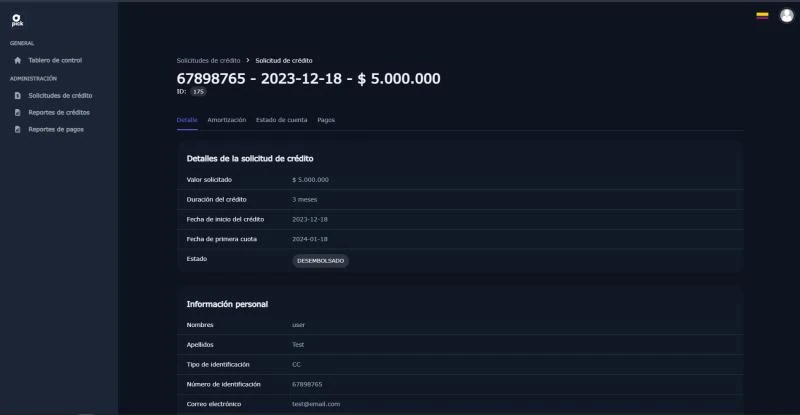 pick
GENERAL
Tablero de control
ADMINISTRACIÓN
Solicitudes de crédito
Reportes de créditos
Reportes de pagos
Solicitudes de crédito > Solicitud de crédito
67898765 - 2023-12-18 - $ 5.000.000
ID: 175
Detalle Amortización Estado de cuenta Pagos
Detalles de la solicitud de crédito
Valor solicitado $ 5.000.000
Duración del crédito 3 meses
Fecha de inicio del crédito 2023-12-18
Fecha de primera cuota 2024-01-18
Estado DESEMBOLSADO
Información personal
Nombres user
Apellidos Test
Tipo de identificación CC
Número de identificación 67898765
Correo electrónico test@email.com